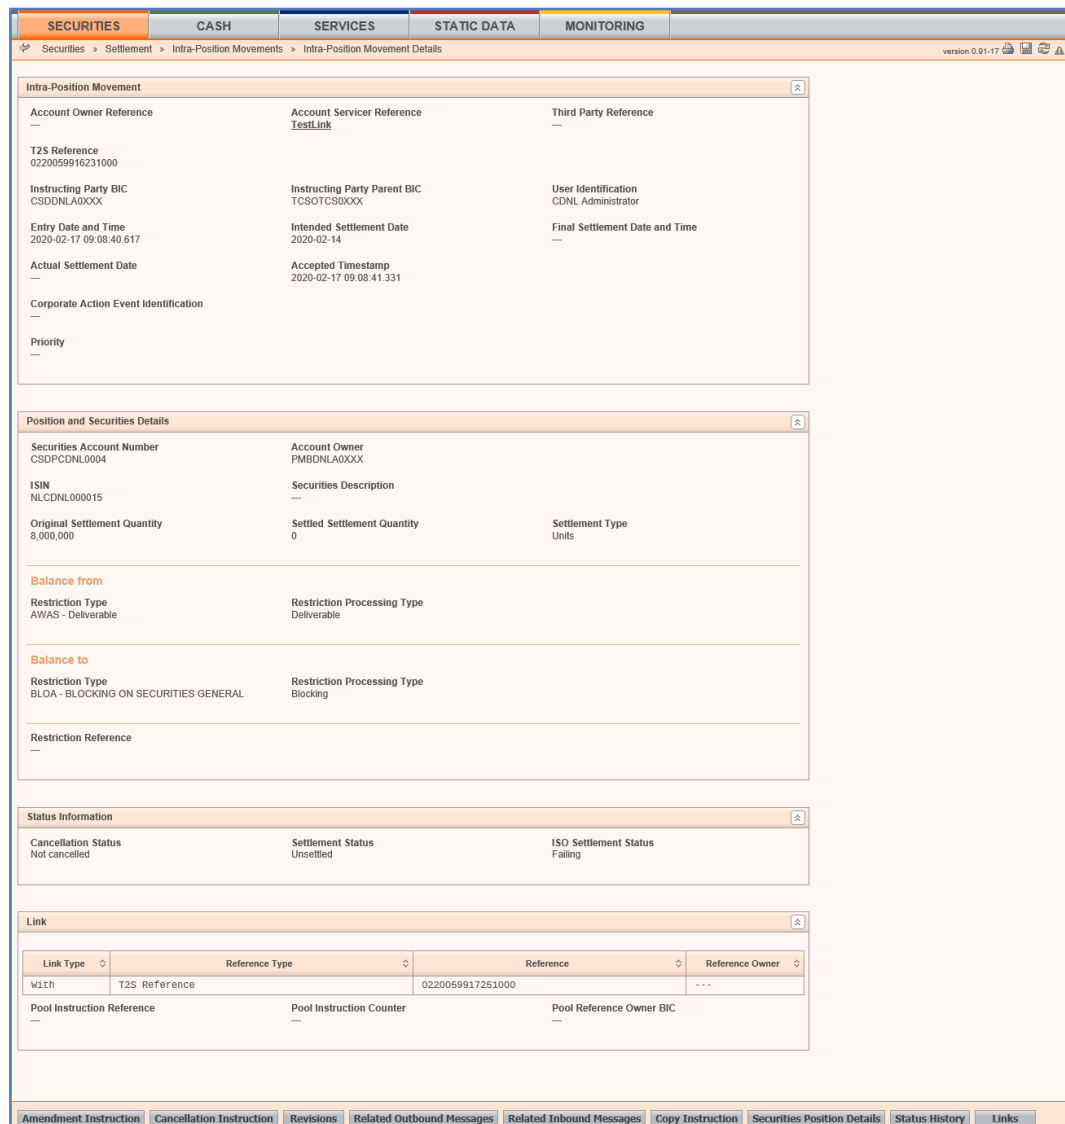 SECURITIES CASH SERVICES STATIC DATA MONITORING
Securities » Settlement » Intra-Position Movements » Intra-Position Movement Details version 0.91-17
Intra-Position Movement
Account Owner Reference Account Servicer Reference Third Party Reference
--- TestLink ---
T2S Reference
0220059916231000
Instructing Party BIC Instructing Party Parent BIC User Identification
CSDDNLA0XXX TCSOTCS0XXX CDNL Administrator
Entry Date and Time Intended Settlement Date Final Settlement Date and Time
2020-02-17 09:08:40.617 2020-02-14 ---
Actual Settlement Date Accepted Timestamp
--- 2020-02-17 09:08:41.331
Corporate Action Event Identification
---
Priority
---
Position and Securities Details
Securities Account Number Account Owner
CSDPCDNL0004 PMBDNLA0XXX
ISIN Securities Description
NLCDNL000015 ---
Original Settlement Quantity Settled Settlement Quantity Settlement Type
8,000,000 0 Units
Balance from
Restriction Type Restriction Processing Type
AWAS - Deliverable Deliverable
Balance to
Restriction Type Restriction Processing Type
BLOA - BLOCKING ON SECURITIES GENERAL Blocking
Restriction Reference
---
Status Information
Cancellation Status Settlement Status ISO Settlement Status
Not cancelled Unsettled Failing
Link
Link Type Reference Type Reference Reference Owner
With T2S Reference 0220059917251000 ---
Pool Instruction Reference Pool Instruction Counter Pool Reference Owner BIC
--- --- ---
Amendment Instruction Cancellation Instruction Revisions Related Outbound Messages Related Inbound Messages Copy Instruction Securities Position Details Status History Links